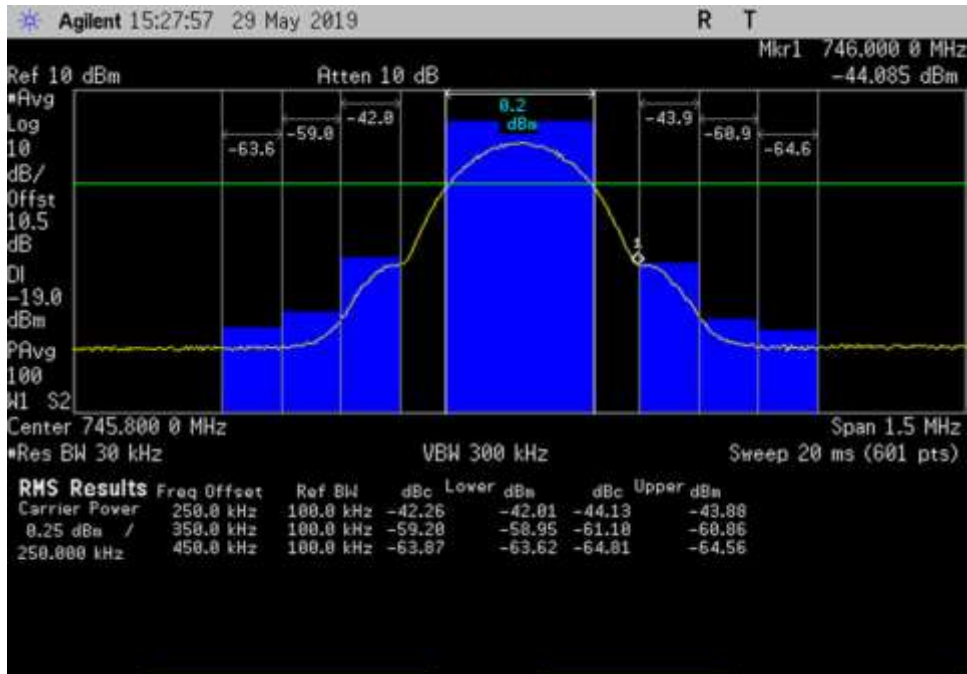 Agilent 15:27:57 29 May 2019 R T
Mkr1 746.000 0 MHz
Ref 10 dBm Atten 10 dB -44.085 dBm
*Avg
Log
10
dB/
Offst
10.5
dB
DI
-19.0
dBm
PAvg
100
W1 S2
-63.6
-59.0
-42.0
0.2
dBm
-43.9
-60.9
-64.6
1
Center 745.800 0 MHz Span 1.5 MHz
*Res BW 30 kHz VBW 300 kHz Sweep 20 ms (601 pts)
RMS Results Freq Offset Ref BW dBc Lower dBm dBc Upper dBm
Carrier Power 250.0 kHz 100.0 kHz -42.26 -42.01 -44.13 -43.88
0.25 dBm / 350.0 kHz 100.0 kHz -59.20 -58.95 -61.10 -60.86
250.000 kHz 450.0 kHz 100.0 kHz -63.87 -63.62 -64.81 -64.56